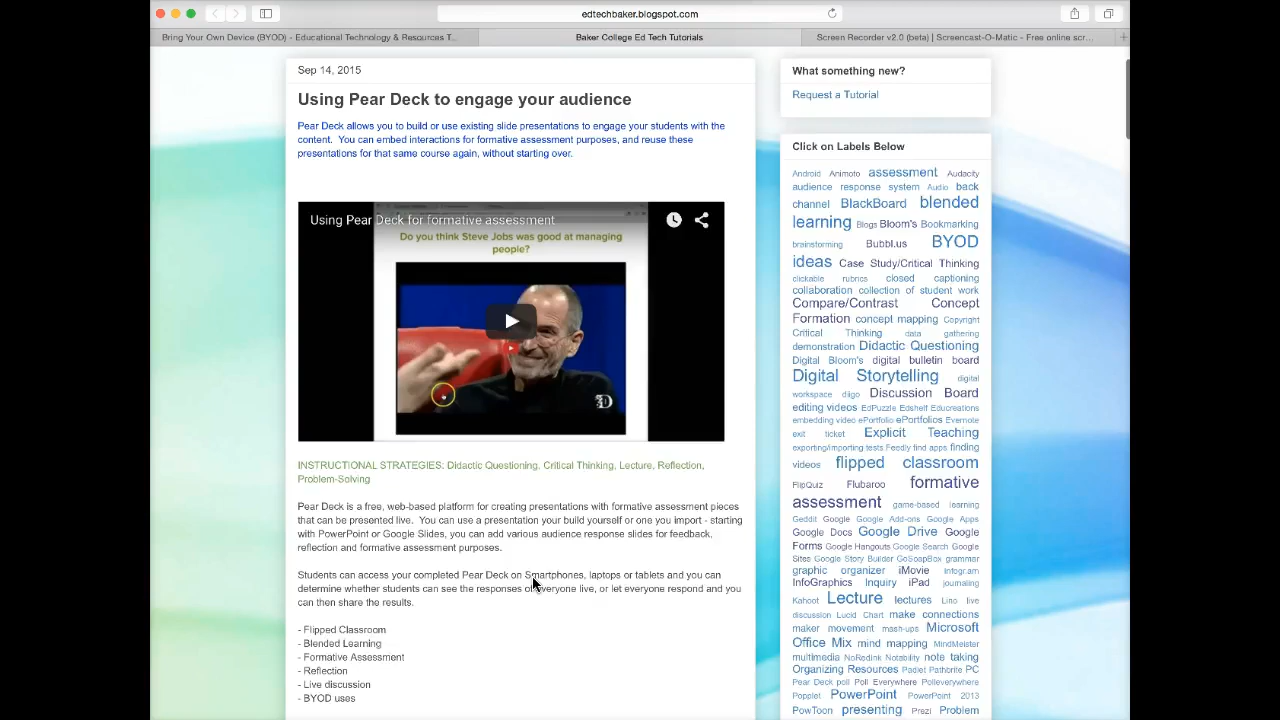 edtechbaker.blogspot.com
Bring Your Own Device (BYOD) - Educational Technology & Resources T...
Baker College Ed Tech Tutorials
Screen Recorder v2.0 (beta) | Screencast-O-Matic - Free online scr...
Sep 14, 2015
Using Pear Deck to engage your audience
Pear Deck allows you to build or use existing slide presentations to engage your students with the
content. You can embed interactions for formative assessment purposes, and reuse these
presentations for that same course again, without starting over.
Using Pear Deck for formative assessment
Do you think Steve Jobs was good at managing
people?
INSTRUCTIONAL STRATEGIES: Didactic Questioning, Critical Thinking, Lecture, Reflection,
Problem-Solving
Pear Deck is a free, web-based platform for creating presentations with formative assessment pieces
that can be presented live. You can use a presentation your build yourself or one you import - starting
with PowerPoint or Google Slides, you can add various audience response slides for feedback,
reflection and formative assessment purposes.
Students can access your completed Pear Deck on Smartphones, laptops or tablets and you can
determine whether students can see the responses of everyone live, or let everyone respond and you
can then share the results.
- Flipped Classroom
- Blended Learning
- Formative Assessment
- Reflection
- Live discussion
- BYOD uses
What something new?
Request a Tutorial
Click on Labels Below
Android Animoto assessment Audacity
audience response system Audio back
channel BlackBoard blended
learning Blogs Bloom's Bookmarking
brainstorming Bubbl.us BYOD
ideas Case Study/Critical Thinking
clickable rubrics closed captioning
collaboration collection of student work
Compare/Contrast Concept
Formation concept mapping Copyright
Critical Thinking data gathering
demonstration Didactic Questioning
Digital Bloom's digital bulletin board
Digital Storytelling digital
workspace diigo Discussion Board
editing videos EdPuzzle Edshelf Educreations
embedding video ePortfolio ePortfolios Evernote
exit ticket Explicit Teaching
exporting/importing tests Feedly find apps finding
videos flipped classroom
FlipQuiz Flubaroo formative
assessment game-based learning
Geddit Google Google Add-ons Google Apps
Google Docs Google Drive Google
Forms Google Hangouts Google Search Google
Sites Google Story Builder GoSoapBox grammar
graphic organizer iMovie infogram
InfoGraphics Inquiry iPad journaling
Kahoot Lecture lectures Lino live
discussion Lucid Chart make connections
maker movement mash-ups Microsoft
Office Mix mind mapping MindMeister
multimedia NoRedInk Notability note taking
Organizing Resources Padlet Pathbrite PC
Pear Deck poll Poll Everywhere Polleverywhere
Popplet PowerPoint PowerPoint 2013
PowToon presenting Prezi Problem